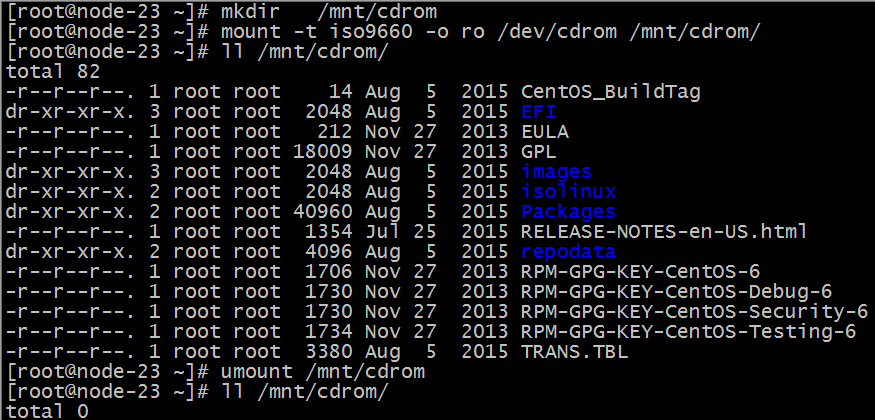 [root@node-23 ~]# mkdir   /mnt/cdrom
[root@node-23 ~]# mount -t iso9660 -o ro /dev/cdrom /mnt/cdrom/
[root@node-23 ~]# ll /mnt/cdrom/
total 82
-r--r--r--. 1 root root    14 Aug  5  2015 CentOS_BuildTag
dr-xr-xr-x. 3 root root  2048 Aug  5  2015 EFI
-r--r--r--. 1 root root   212 Nov 27  2013 EULA
-r--r--r--. 1 root root 18009 Nov 27  2013 GPL
dr-xr-xr-x. 3 root root  2048 Aug  5  2015 images
dr-xr-xr-x. 2 root root  2048 Aug  5  2015 isolinux
dr-xr-xr-x. 2 root root 40960 Aug  5  2015 Packages
-r--r--r--. 1 root root  1354 Jul 25  2015 RELEASE-NOTES-en-US.html
dr-xr-xr-x. 2 root root  4096 Aug  5  2015 repodata
-r--r--r--. 1 root root  1706 Nov 27  2013 RPM-GPG-KEY-CentOS-6
-r--r--r--. 1 root root  1730 Nov 27  2013 RPM-GPG-KEY-CentOS-Debug-6
-r--r--r--. 1 root root  1730 Nov 27  2013 RPM-GPG-KEY-CentOS-Security-6
-r--r--r--. 1 root root  1734 Nov 27  2013 RPM-GPG-KEY-CentOS-Testing-6
-r--r--r--. 1 root root  3380 Aug  5  2015 TRANS.TBL
[root@node-23 ~]# umount /mnt/cdrom
[root@node-23 ~]# ll /mnt/cdrom/
total 0